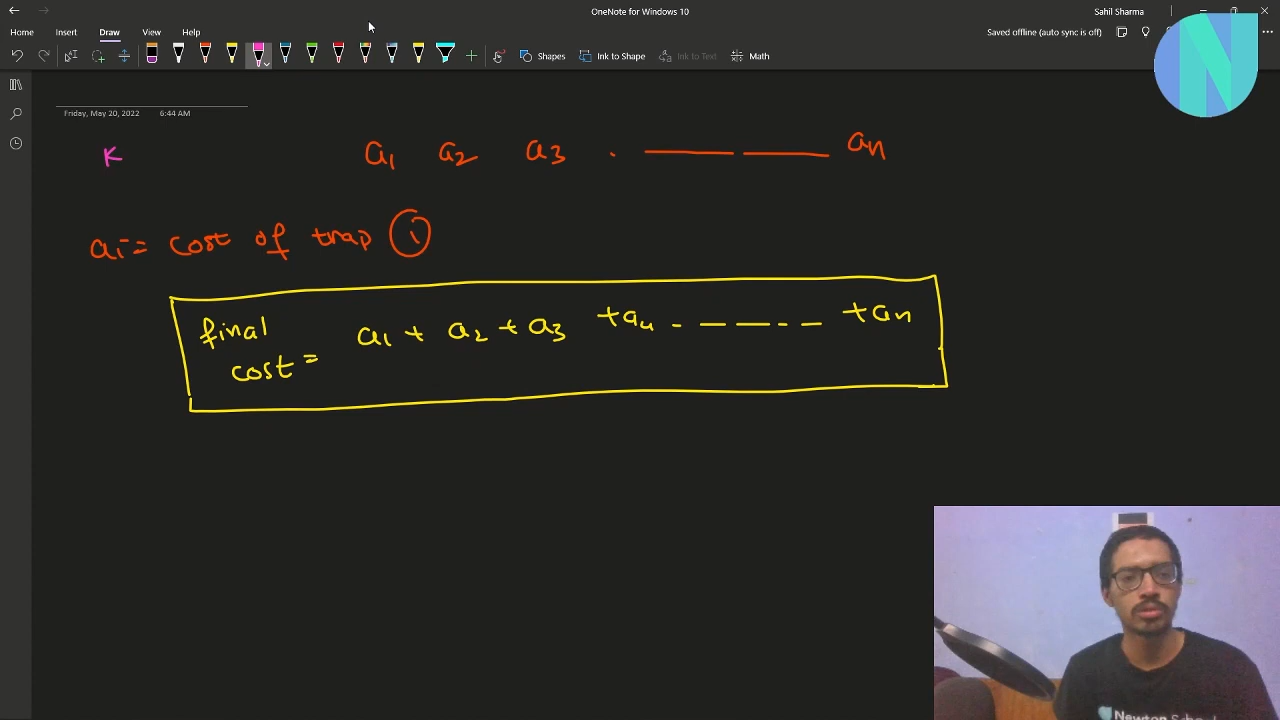 OneNote for Windows 10
Sahil Sharma
Home Insert Draw View Help
Saved offline (auto sync is off)
Shapes Ink to Shape Ink to Text Math
Friday, May 20, 2022 6:44 AM
K
a1 a2 a3 . —— —— an
ai = cost of trap (i)
final cost = a1 + a2 + a3 + a4 - — — - — + an
Newton School